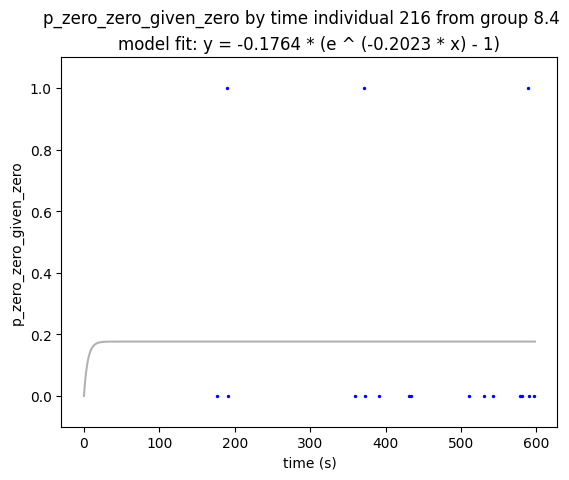 p_zero_zero_given_zero by time individual 216 from group 8.4
model fit: y = -0.1764 * (e ^ (-0.2023 * x) - 1)
1.0
0.8
0.6
0.4
0.2
0.0
p_zero_zero_given_zero
0 100 200 300 400 500 600
time (s)